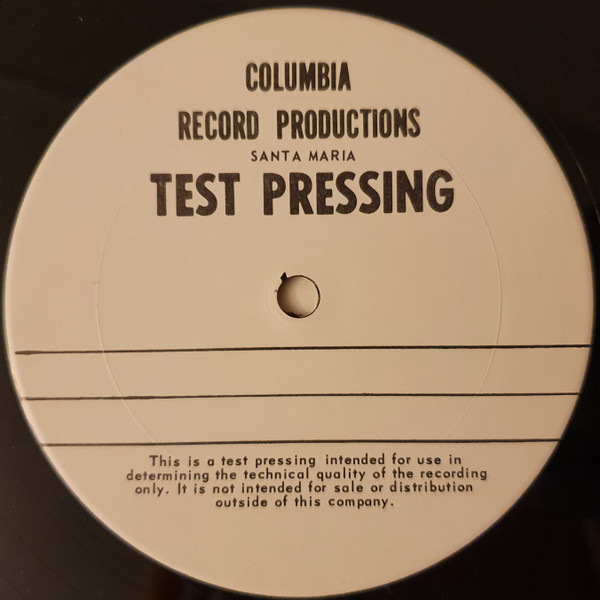 COLUMBIA
RECORD PRODUCTIONS
SANTA MARIA
TEST PRESSING
This is a test pressing intended for use in
determining the technical quality of the recording
only. It is not intended for sale or distribution
outside of this company.